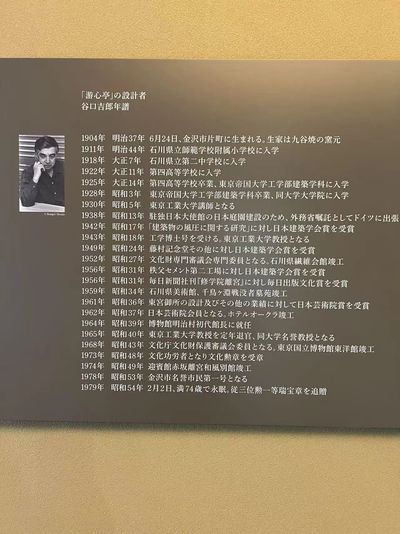 「游心亭」の設計者
谷口吉郎年譜
1904年 明治37年 6月24日、金沢市片町に生まれる。生家は九谷焼の窯元
1911年 明治44年 石川県立師範学校附属小学校に入学
1918年 大正7年 石川県立第二中学校に入学
1922年 大正11年 第四高等学校に入学
1925年 大正14年 第四高等学校卒業、東京帝国大学工学部建築学科に入学
1928年 昭和3年 東京帝国大学工学部建築学科卒業、同大学大学院に入学
1930年 昭和5年 東京工業大学講師となる
1938年 昭和13年 駐独日本大使館の日本庭園建設のため、外務省嘱託としてドイツに出張
1942年 昭和17年 「建築物の風圧に関する研究」に対し日本建築学会賞を受賞
1943年 昭和18年 工学博士号を受ける。東京工業大学教授となる
1949年 昭和24年 藤村記念堂その他に対し日本建築学会賞を受賞
1952年 昭和27年 文化財専門審議会専門委員となる。石川県繊維会館竣工
1956年 昭和31年 秩父セメント第二工場に対し日本建築学会賞を受賞
1956年 昭和31年 毎日新聞社刊『修学院離宮』に対し毎日出版文化賞を受賞
1959年 昭和34年 石川県美術館、千鳥ヶ淵戦没者墓苑竣工
1961年 昭和36年 東宮御所の設計及びその他の業績に対して日本芸術院賞を受賞
1962年 昭和37年 日本芸術院会員となる。ホテルオークラ竣工
1964年 昭和39年 博物館明治村初代館長に就任
1965年 昭和40年 東京工業大学教授を定年退官、同大学名誉教授となる
1968年 昭和43年 文化庁文化財保護審議会委員となる。東京国立博物館東洋館竣工
1973年 昭和48年 文化功労者となり文化勲章を受章
1974年 昭和49年 迎賓館赤坂離宮和風別館竣工
1978年 昭和53年 金沢市名誉市民第一号となる
1979年 昭和54年 2月2日、満74歳で永眠。従三位勲一等瑞宝章を追贈